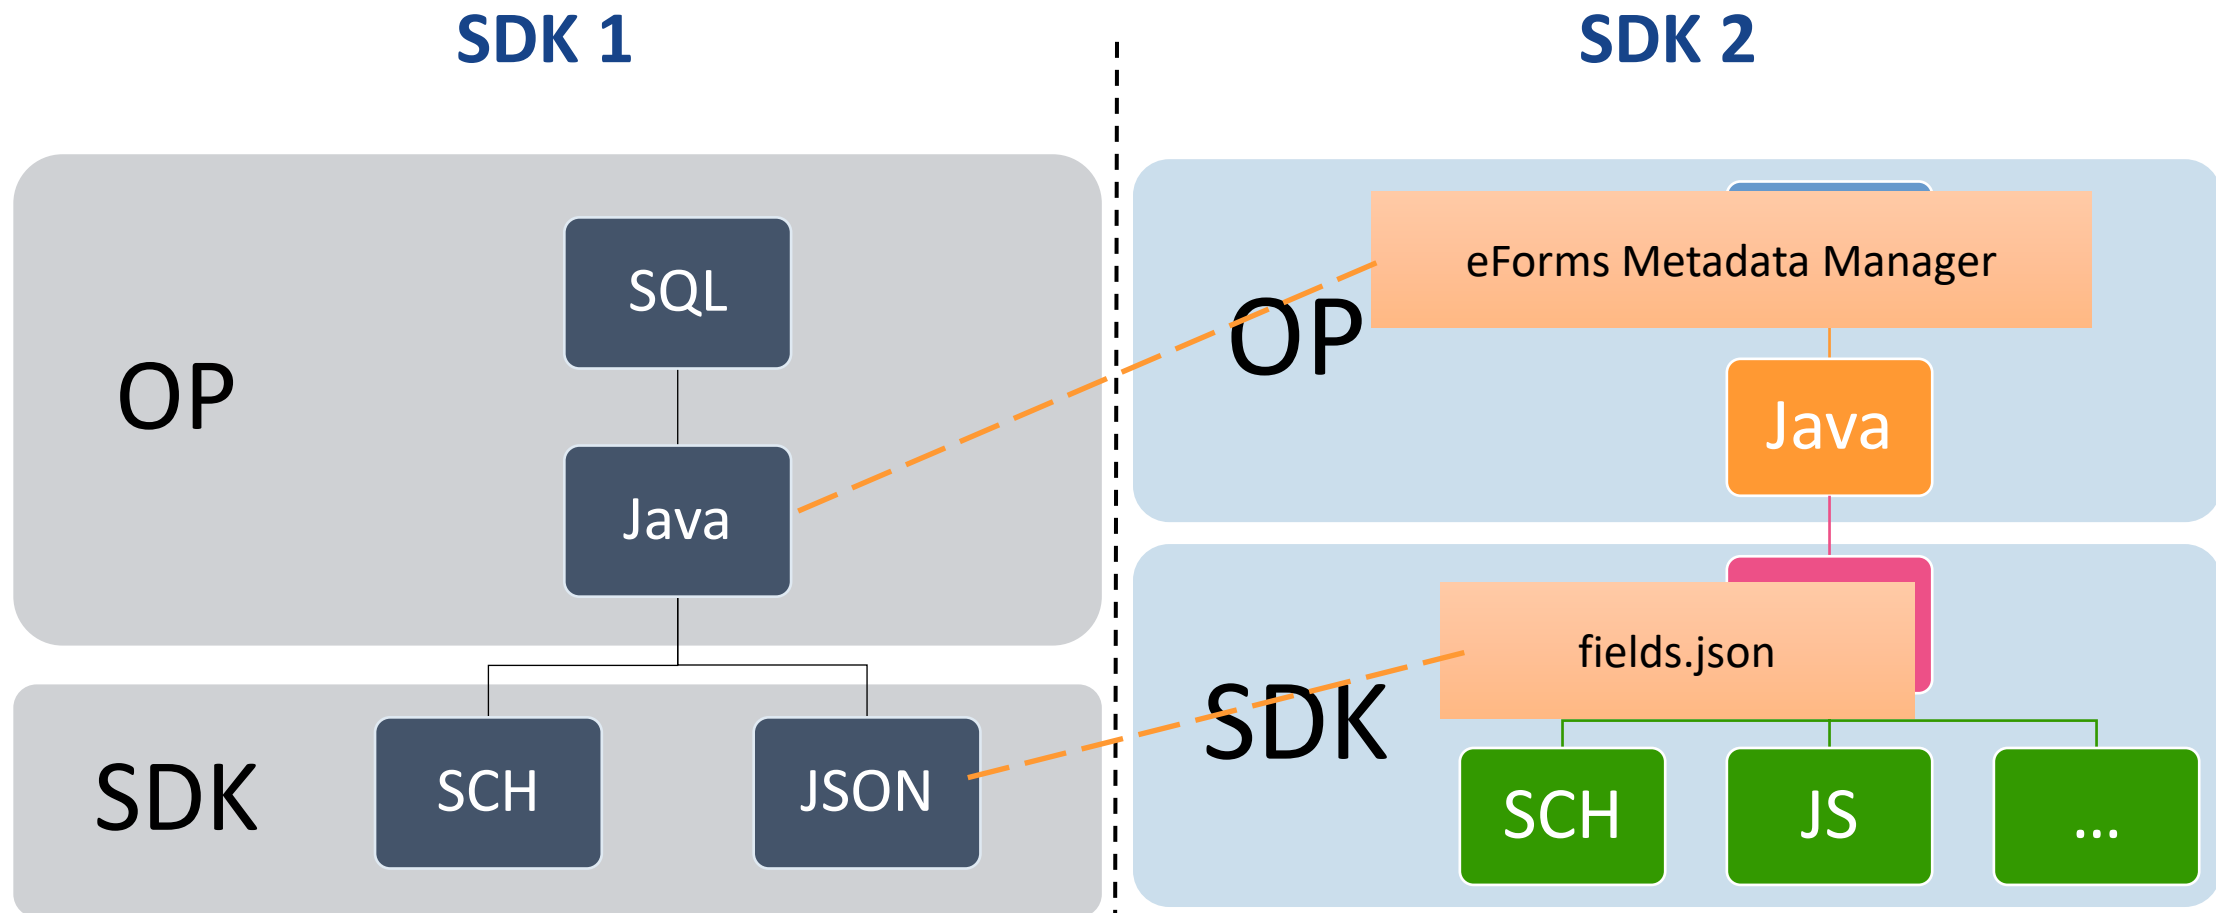 SDK 1
SDK 2
OP
SQL
Java
SDK
SCH
JSON
OP
eForms Metadata Manager
Java
SDK
fields.json
SCH
JS
...